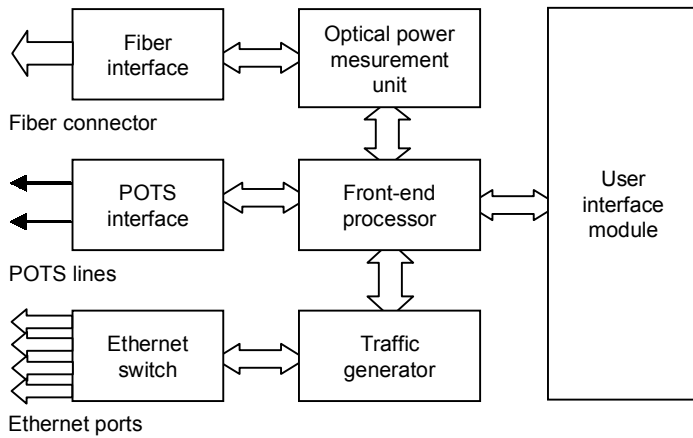 Fiber
interface
Optical power
mesurement
unit
Fiber connector
POTS
interface
Front-end
processor
User
interface
module
POTS lines
Ethernet
switch
Traffic
generator
Ethernet ports